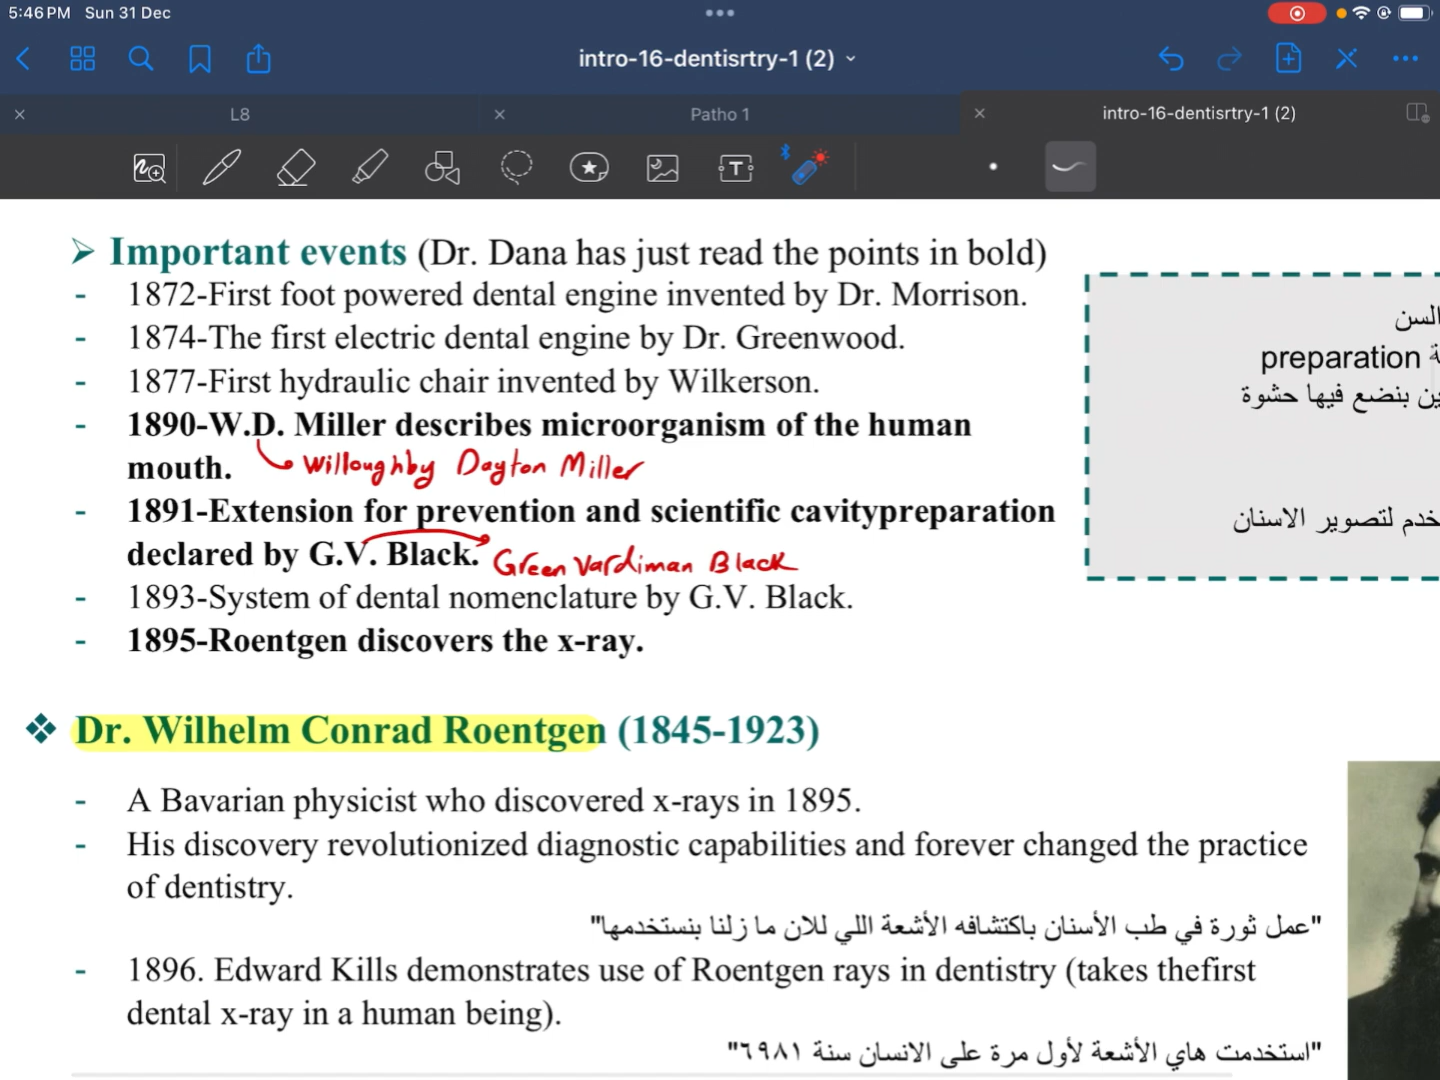 5:46 PM Sun 31 Dec
intro-16-dentisrtry-1 (2)
L8
Patho 1
intro-16-dentisrtry-1 (2)
T
➢ Important events (Dr. Dana has just read the points in bold)
- 1872-First foot powered dental engine invented by Dr. Morrison.
- 1874-The first electric dental engine by Dr. Greenwood.
- 1877-First hydraulic chair invented by Wilkerson.
- 1890-W.D. Miller describes microorganism of the human
mouth.
Willoughby Dayton Miller
- 1891-Extension for prevention and scientific cavitypreparation
declared by G.V. Black.
Green Vardiman Black
- 1893-System of dental nomenclature by G.V. Black.
- 1895-Roentgen discovers the x-ray.
السن
preparation ة
ين بنضع فيها حشوة
خدم لتصوير الاسنان
❖ Dr. Wilhelm Conrad Roentgen (1845-1923)
- A Bavarian physicist who discovered x-rays in 1895.
- His discovery revolutionized diagnostic capabilities and forever changed the practice
of dentistry.
"عمل ثورة في طب الأسنان باكتشافه الأشعة اللي للان ما زلنا بنستخدمها"
- 1896. Edward Kills demonstrates use of Roentgen rays in dentistry (takes thefirst
dental x-ray in a human being).
"استخدمت هاي الأشعة لأول مرة على الانسان سنة ٦٩٨١"